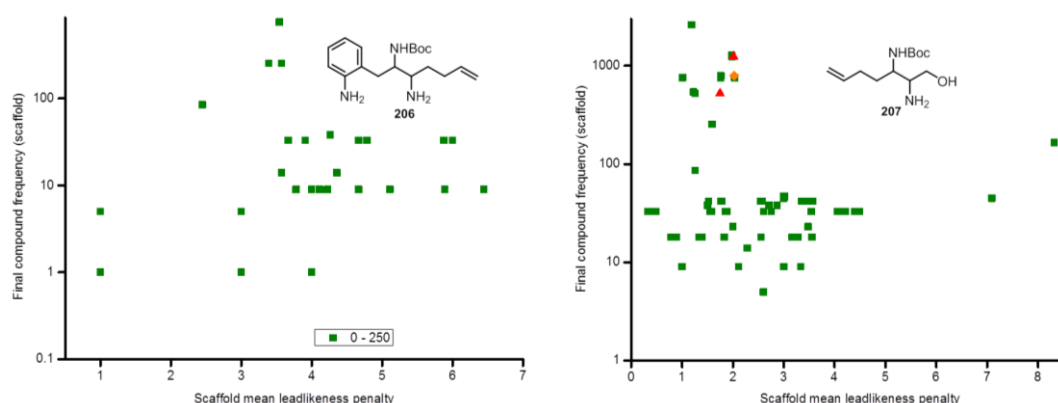 Final compound frequency (scaffold)
100
10
1
0.1
1
2
3
4
5
6
7
Scaffold mean leadlikeness penalty
NHBoc
NH2
NH2
206
0 - 250
Final compound frequency (scaffold)
1000
100
10
1
0
1
2
3
4
5
6
7
8
Scaffold mean leadlikeness penalty
NHBoc
OH
NH2
207